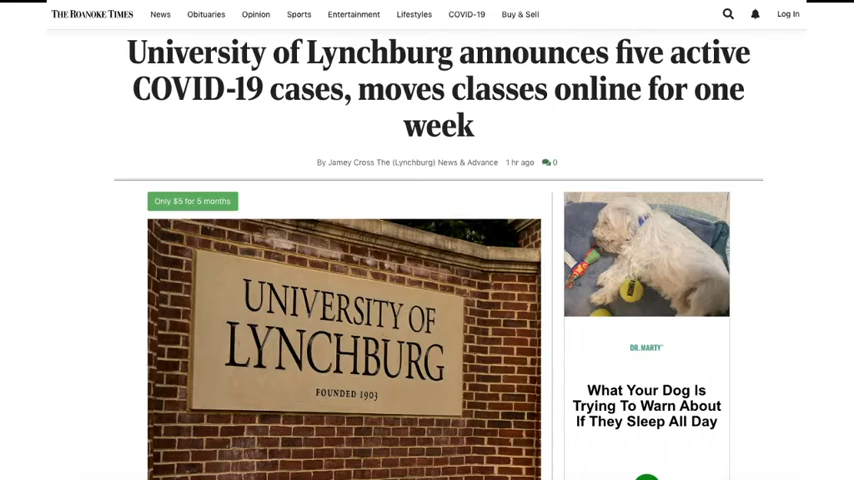 THE ROANOKE TIMES News Obituaries Opinion Sports Entertainment Lifestyles COVID-19 Buy & Sell Log In
University of Lynchburg announces five active
COVID-19 cases, moves classes online for one
week
By Jamey Cross The (Lynchburg) News & Advance 1 hr ago 0
Only $5 for 5 months
UNIVERSITY OF
LYNCHBURG
FOUNDED 1903
DR. MARTY™
What Your Dog Is
Trying To Warn About
If They Sleep All Day